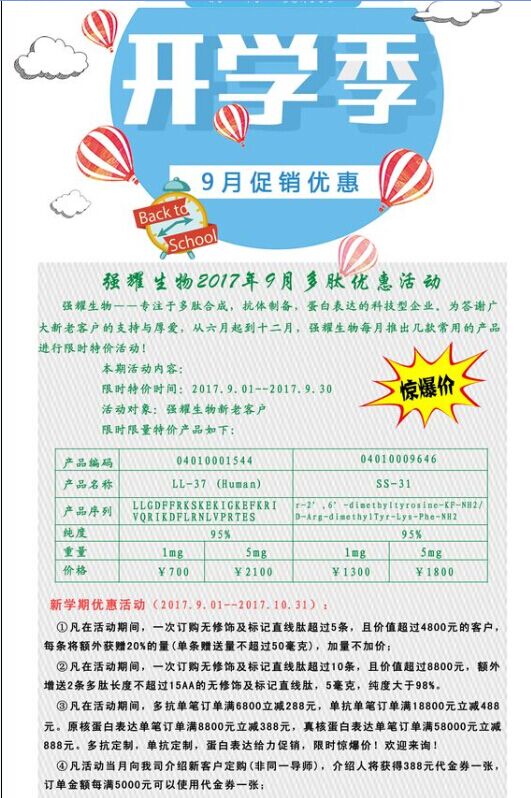 开学季
9月促销优惠
Back to
School
强耀生物2017年9月多肽优惠活动
强耀生物——专注于多肽合成，抗体制备，蛋白表达的科技型企业。为答谢广
大新老客户的支持与厚爱，从六月起到十二月，强耀生物每月推出几款常用的产品
进行限时特价活动！
本期活动内容：
限时特价时间：2017.9.01--2017.9.30
活动对象：强耀生物新老客户
限时限量特价产品如下：
惊爆价
产品编码 04010001544 04010009646
产品名称 LL-37 (Human) SS-31
产品序列 LLGDFFRKSKEKIGKEFKRI
VQRIKDFLRNLVPRTES
r-2’,6’-dimethyltyrosine-KF-NH2/
D-Arg-dimethylTyr-Lys-Phe-NH2
纯度 95% 95%
重量 1mg 5mg 1mg 5mg
价格 ￥700 ￥2100 ￥1300 ￥1800
新学期优惠活动（2017.9.01--2017.10.31）：
①凡在活动期间，一次订购无修饰及标记直线肽超过5条，且价值超过4800元的客户，
每条将额外获赠20%的量(单条赠送量不超过50毫克)，加量不加价；
②凡在活动期间，一次订购无修饰及标记直线肽超过10条，且价值超过8800元，额外
增送2条多肽长度不超过15AA的无修饰及标记直线肽，5毫克，纯度大于98%。
③凡在活动期间，多抗单笔订单满6800立减288元，单抗单笔订单满18800元立减488
元。原核蛋白表达单笔订单满8800元立减388元，真核蛋白表达单笔订单满58000元立减
888元。多抗定制，单抗定制，蛋白表达给力促销，限时惊爆价！欢迎来询！
④凡活动当月向我司介绍新客户定购(非同一导师)，介绍人将获得388元代金券一张，
订单金额每满5000元可以使用代金券一张；